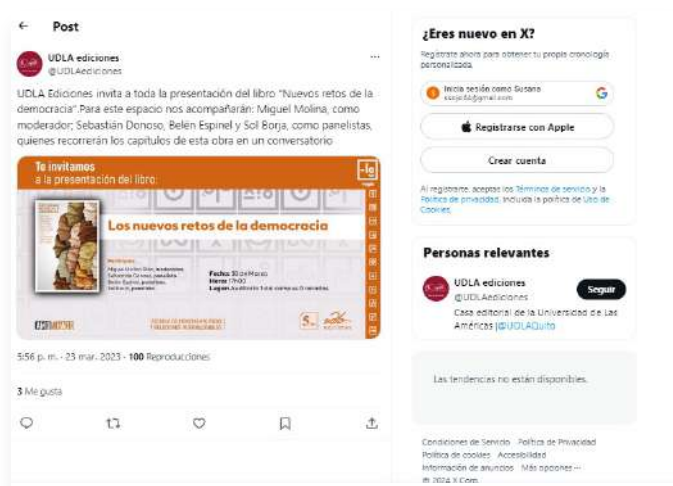 ← Post
UDLA ediciones
@UDLAediciones
UDLA Ediciones invita a toda la presentación del libro "Nuevos retos de la
democracia".Para este espacio nos acompañarán: Miguel Molina, como
moderador; Sebastián Donoso, Belén Espinel y Sol Borja, como panelistas,
quienes recorrerán los capítulos de esta obra en un conversatorio
Te invitamos
a la presentación del libro:
Los nuevos retos de la democracia
Fecha: 30 de Marzo
Hora: 17h00
5:56 p. m. · 23 mar. 2023 · 100 Reproducciones
3 Me gusta
¿Eres nuevo en X?
Regístrate ahora para obtener tu propia cronología
personalizada.
Inicia sesión como Susana
Registrarse con Apple
Crear cuenta
Al registrarte, aceptas los Términos de servicio y la
Política de privacidad, incluida la política de Uso de
Cookies.
Personas relevantes
UDLA ediciones
@UDLAediciones
Seguir
Casa editorial de la Universidad de Las
Américas |@UDLAQuito
Las tendencias no están disponibles.
Condiciones de Servicio Política de Privacidad
Política de cookies Accesibilidad
Información de anuncios Más opciones ···
© 2024 X Corp.